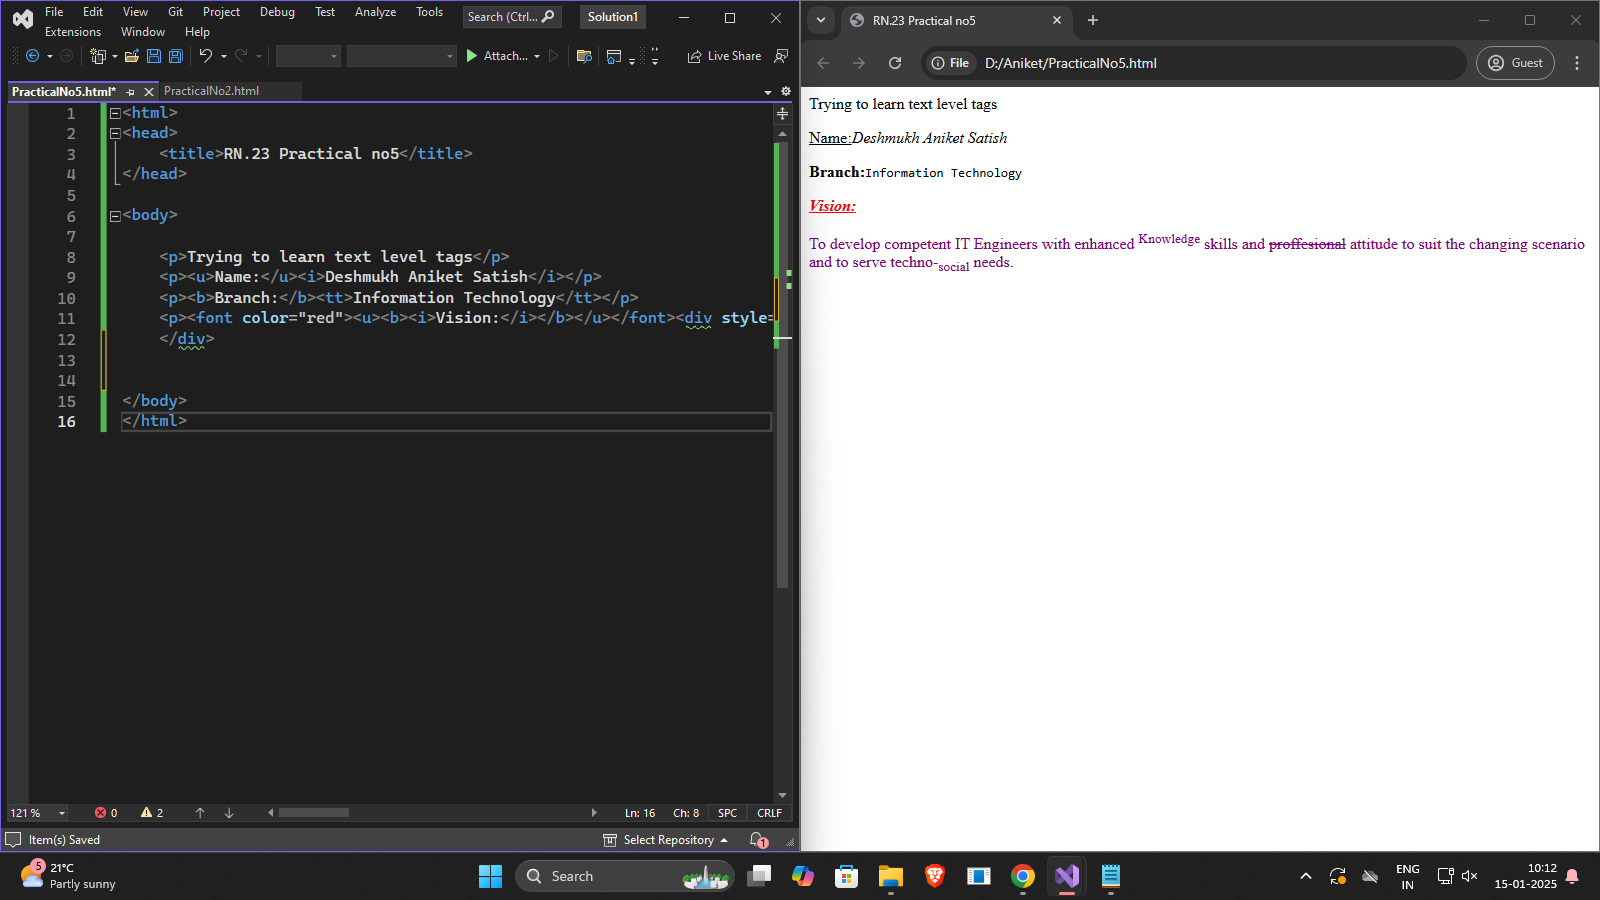 File Edit View Git Project Debug Test Analyze Tools Search (Ctrl... Solution1
Extensions Window Help
Attach... Live Share
PracticalNo5.html* PracticalNo2.html
1 <html>
2 <head>
3 <title>RN.23 Practical no5</title>
4 </head>
5
6 <body>
7
8 <p>Trying to learn text level tags</p>
9 <p><u>Name:</u><i>Deshmukh Aniket Satish</i></p>
10 <p><b>Branch:</b><tt>Information Technology</tt></p>
11 <p><font color="red"><u><b><i>Vision:</i></b></u></font><div style=
12 </div>
13
14
15 </body>
16 </html>
121 % 0 2 Ln: 16 Ch: 8 SPC CRLF
Item(s) Saved Select Repository 1
RN.23 Practical no5
File D:/Aniket/PracticalNo5.html Guest
Trying to learn text level tags
Name:Deshmukh Aniket Satish
Branch:Information Technology
Vision:
To develop competent IT Engineers with enhanced Knowledge skills and proffesional attitude to suit the changing scenario
and to serve techno-social needs.
5 21°C
Partly sunny
Search
ENG
IN
10:12
15-01-2025